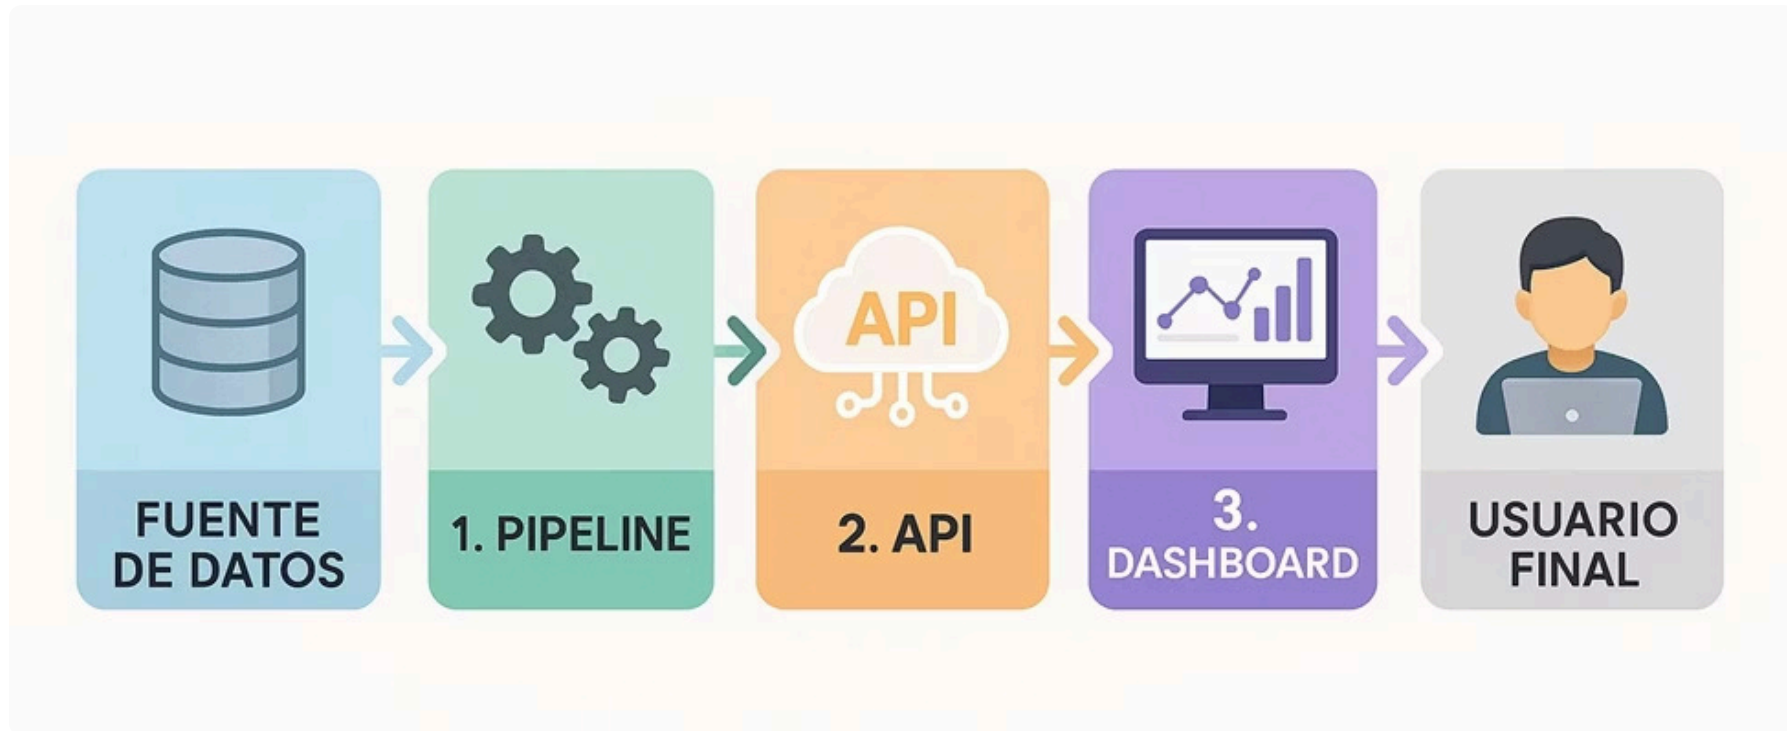 FUENTE
DE DATOS
1. PIPELINE
API
2. API
3.
DASHBOARD
USUARIO
FINAL